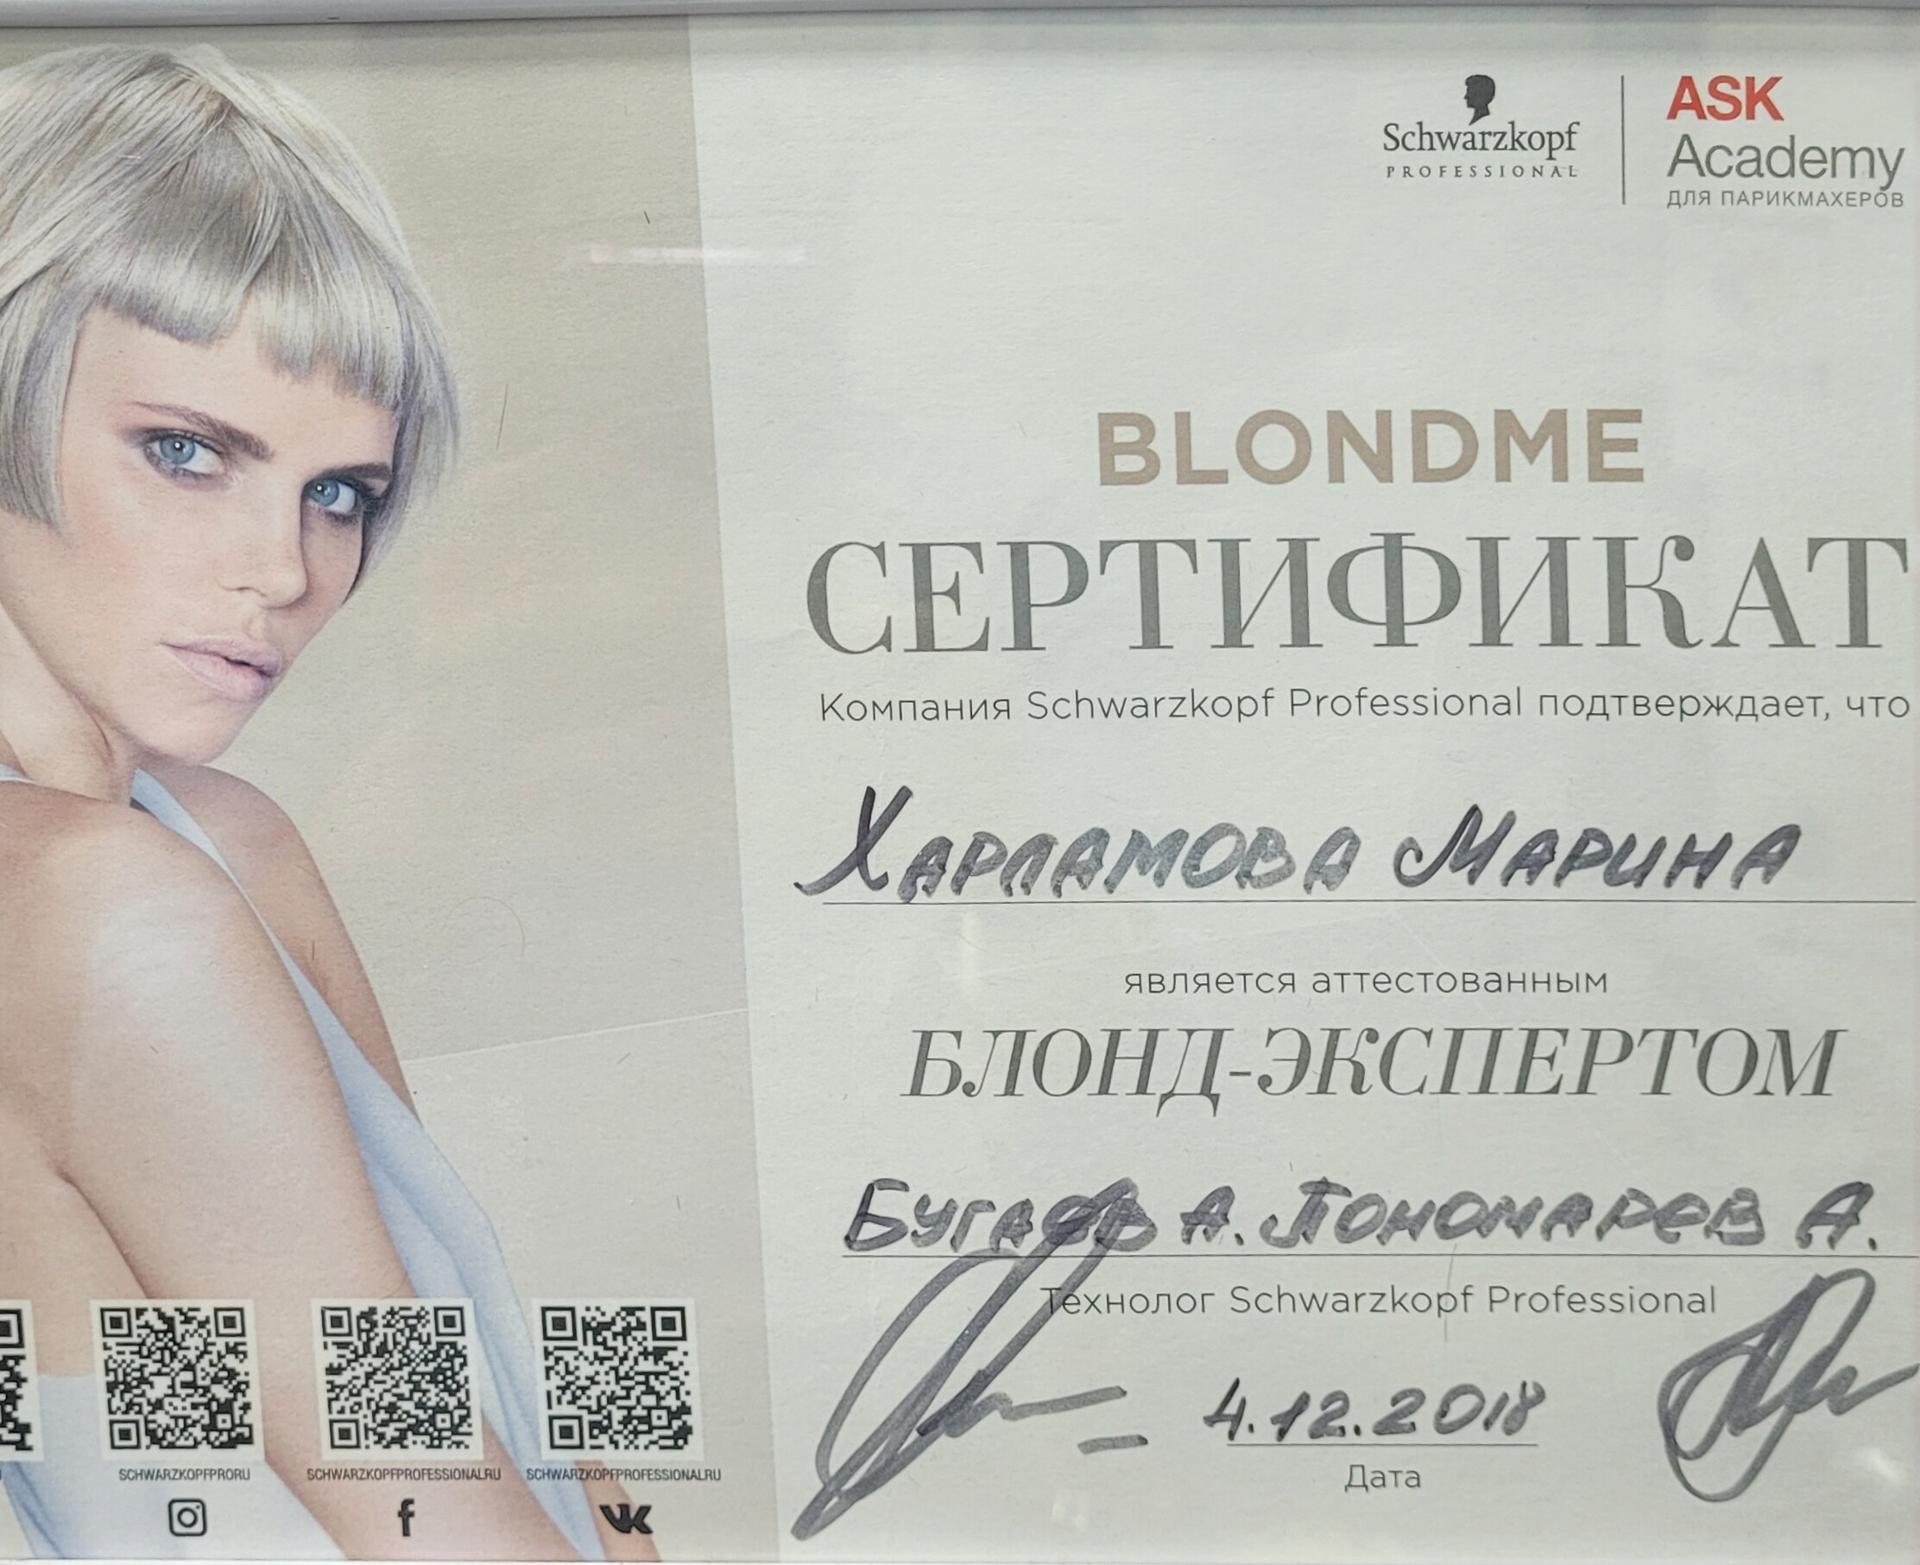 Schwarzkopf
PROFESSIONAL
ASK
Academy
ДЛЯ ПАРИКМАХЕРОВ
BLONDME
СЕРТИФИКАТ
Компания Schwarzkopf Professional подтверждает, что
Харламова Марина
является аттестованным
БЛОНД-ЭКСПЕРТОМ
Бугаёв А. Пономарев А.
Технолог Schwarzkopf Professional
4.12.2018
Дата
SCHWARZKOPFPRORU
SCHWARZKOPFPROFESSIONALRU
SCHWARZKOPFPROFESSIONALRU